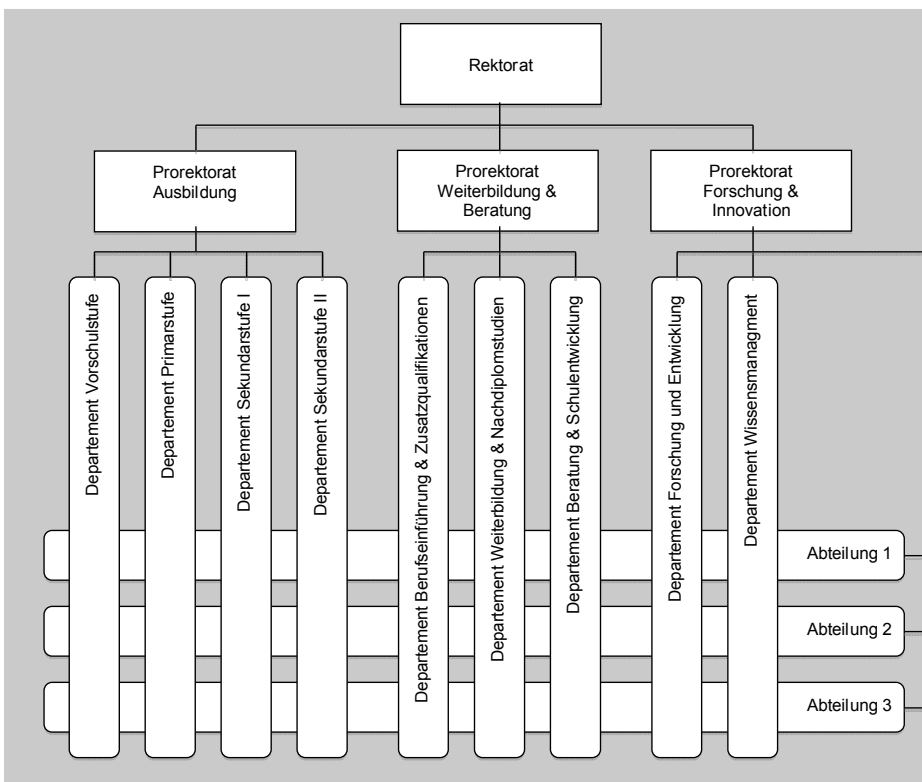 Rektorat
Prorektorat
Ausbildung
Prorektorat
Weiterbildung &
Beratung
Prorektorat
Forschung &
Innovation
Departement Vorschulstufe
Departement Primarstufe
Departement Sekundarstufe I
Departement Sekundarstufe II
Departement Berufseinführung & Zusatzqualifikationen
Departement Weiterbildung & Nachdiplomstudien
Departement Beratung & Schulentwicklung
Departement Forschung und Entwicklung
Departement Wissensmanagment
Abteilung 1
Abteilung 2
Abteilung 3